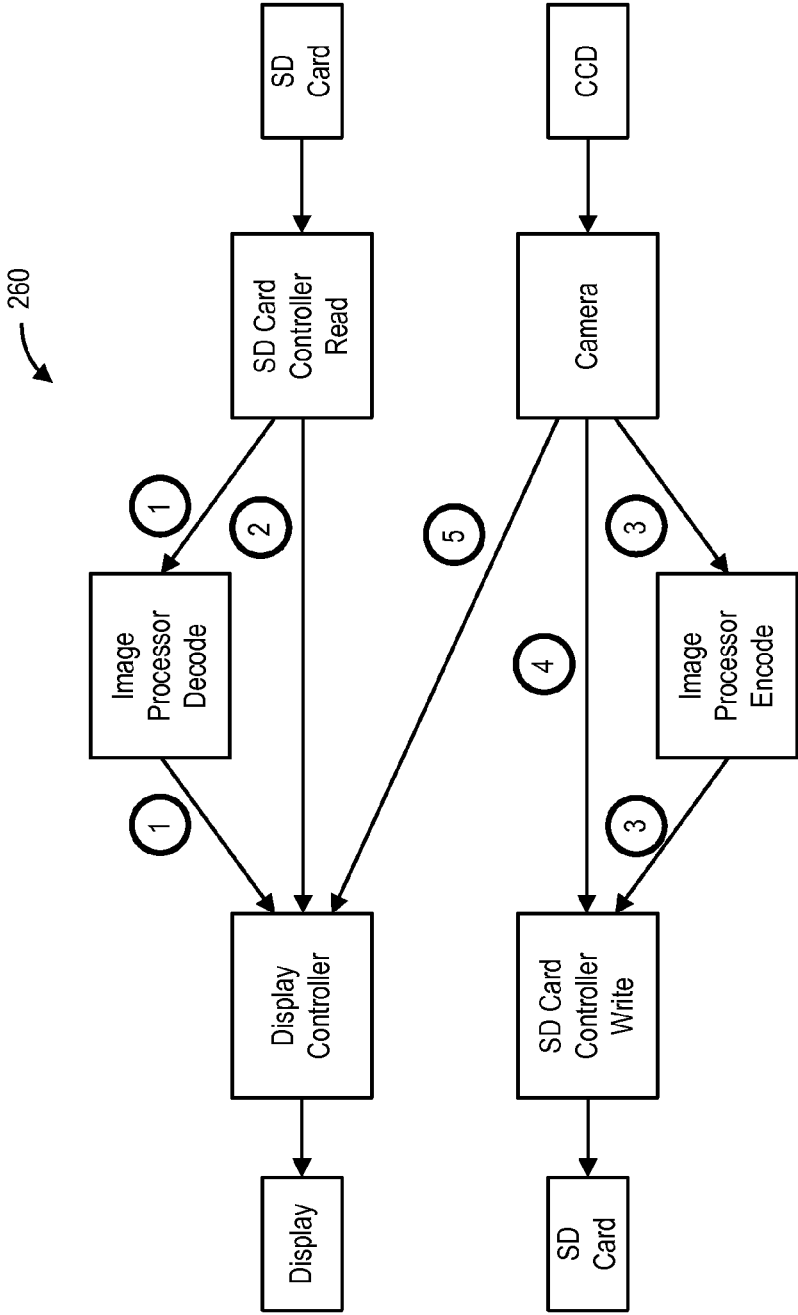 260
Image
Processor
Decode
1
1
2
Display
Display
Controller
SD Card
Controller
Read
SD
Card
5
4
SD
Card
SD Card
Controller
Write
Camera
CCD
3
3
Image
Processor
Encode